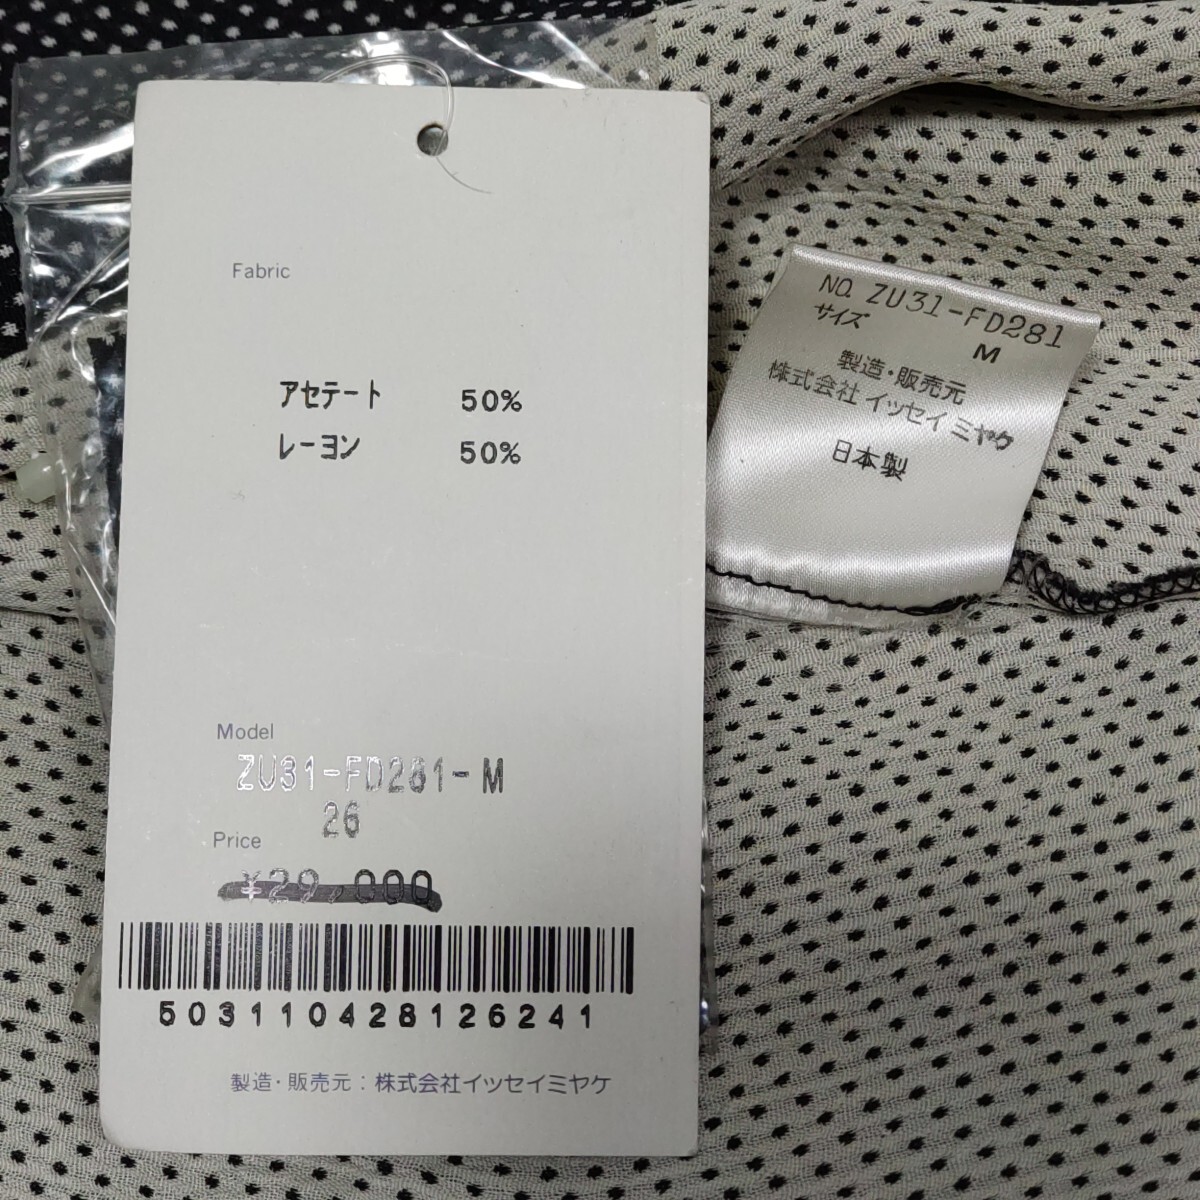 Fabric
アセテート 50%
レーヨン 50%
Model
ZU31-FD281-M
26
Price
¥29,000
5031104281262​41
製造・販売元：株式会社イッセイミヤケ
NO. ZU31-FD281
サイズ M
製造・販売元
株式会社 イッセイ ミヤケ
日本製